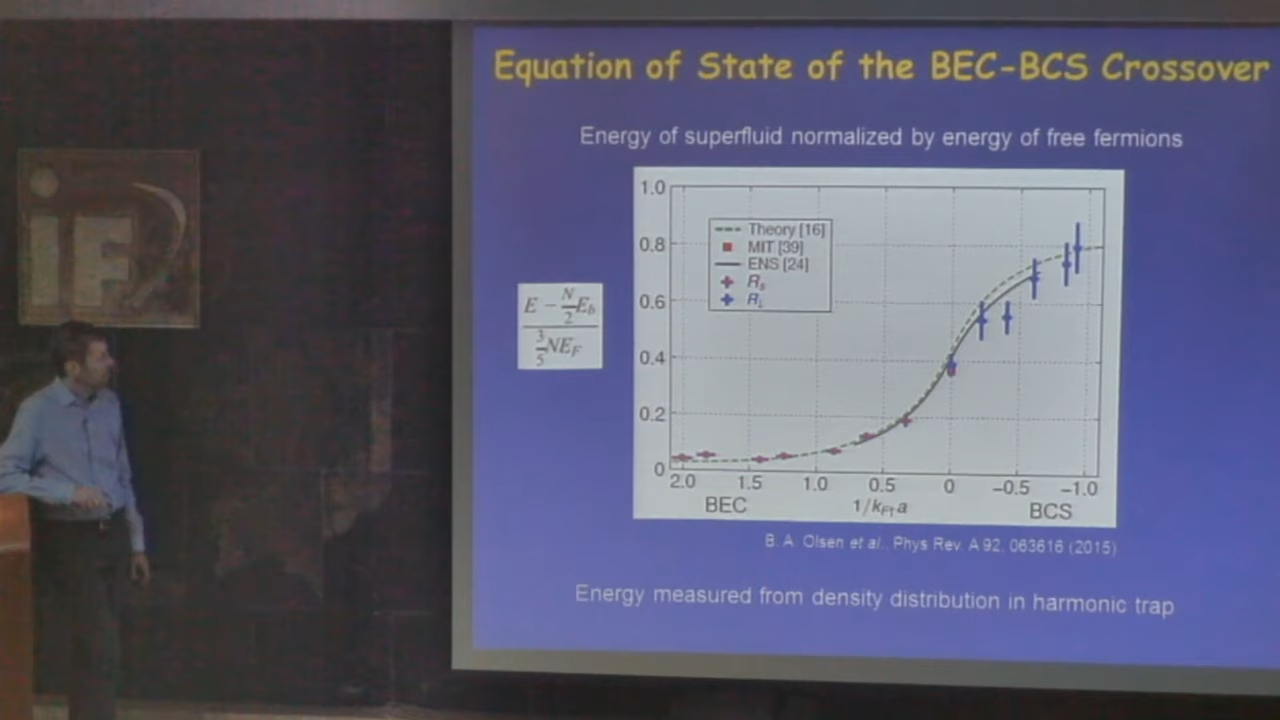 Equation of State of the BEC-BCS Crossover
Energy of superfluid normalized by energy of free fermions
iF
E - N/2 E_b
3/5 NE_F
1.0
0.8
0.6
0.4
0.2
0
Theory [16]
MIT [39]
ENS [24]
R_s
2.0 1.5 1.0 0.5 0 −0.5 −1.0
BEC 1/k_F↑a BCS
B. A. Olsen et al., Phys Rev. A 92, 063616 (2015)
Energy measured from density distribution in harmonic trap